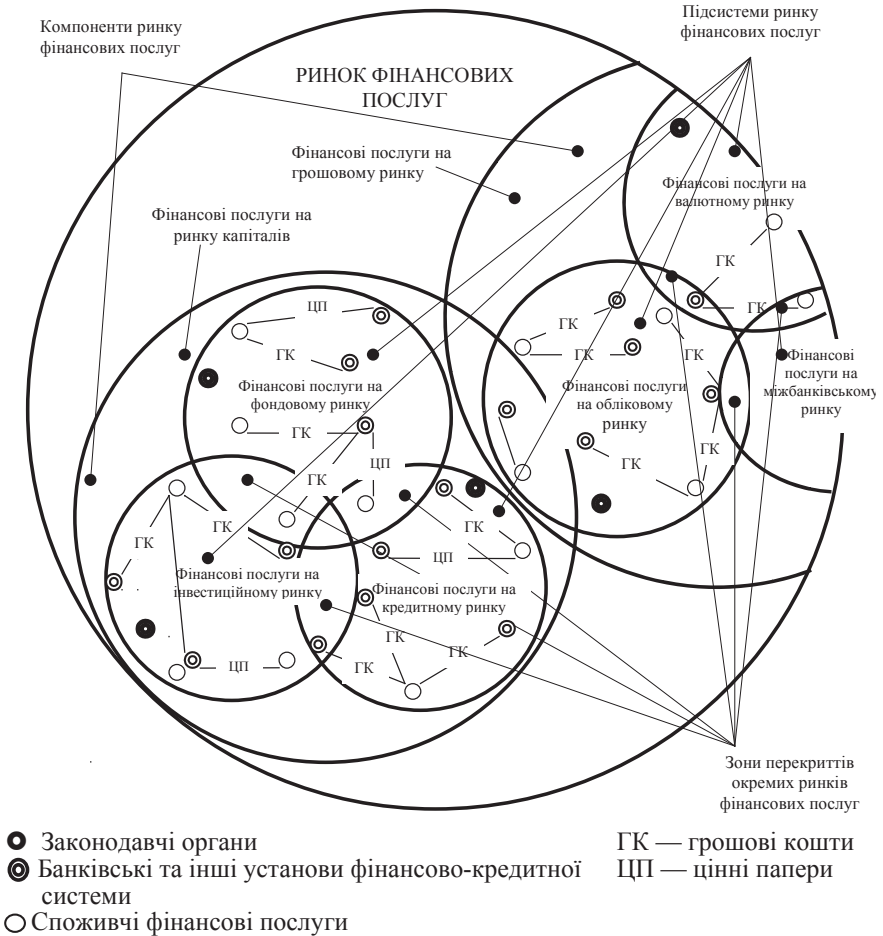 Компоненти ринку
фінансових послуг
Підсистеми ринку
фінансових послуг
РИНОК ФІНАНСОВИХ
ПОСЛУГ
Фінансові послуги на
грошовому ринку
Фінансові послуги на
валютному ринку
Фінансові послуги на
ринку капіталів
ГК
ГК
ЦП
ГК
ГК
ГК
ГК
Фінансові
послуги на
міжбанківському
ринку
Фінансові послуги на
фондовому ринку
Фінансові послуги
на обліковому
ринку
ГК
ЦП
ГК
ГК
ГК
ГК
ГК
ГК
ЦП
Фінансові послуги на
інвестиційному ринку
Фінансові послуги на
кредитному ринку
ГК
ГК
ГК
ЦП
Зони перекриттів
окремих ринків
фінансових послуг
Законодавчі органи
Банківські та інші установи фінансово-кредитної
системи
Споживчі фінансові послуги
ГК — грошові кошти
ЦП — цінні папери